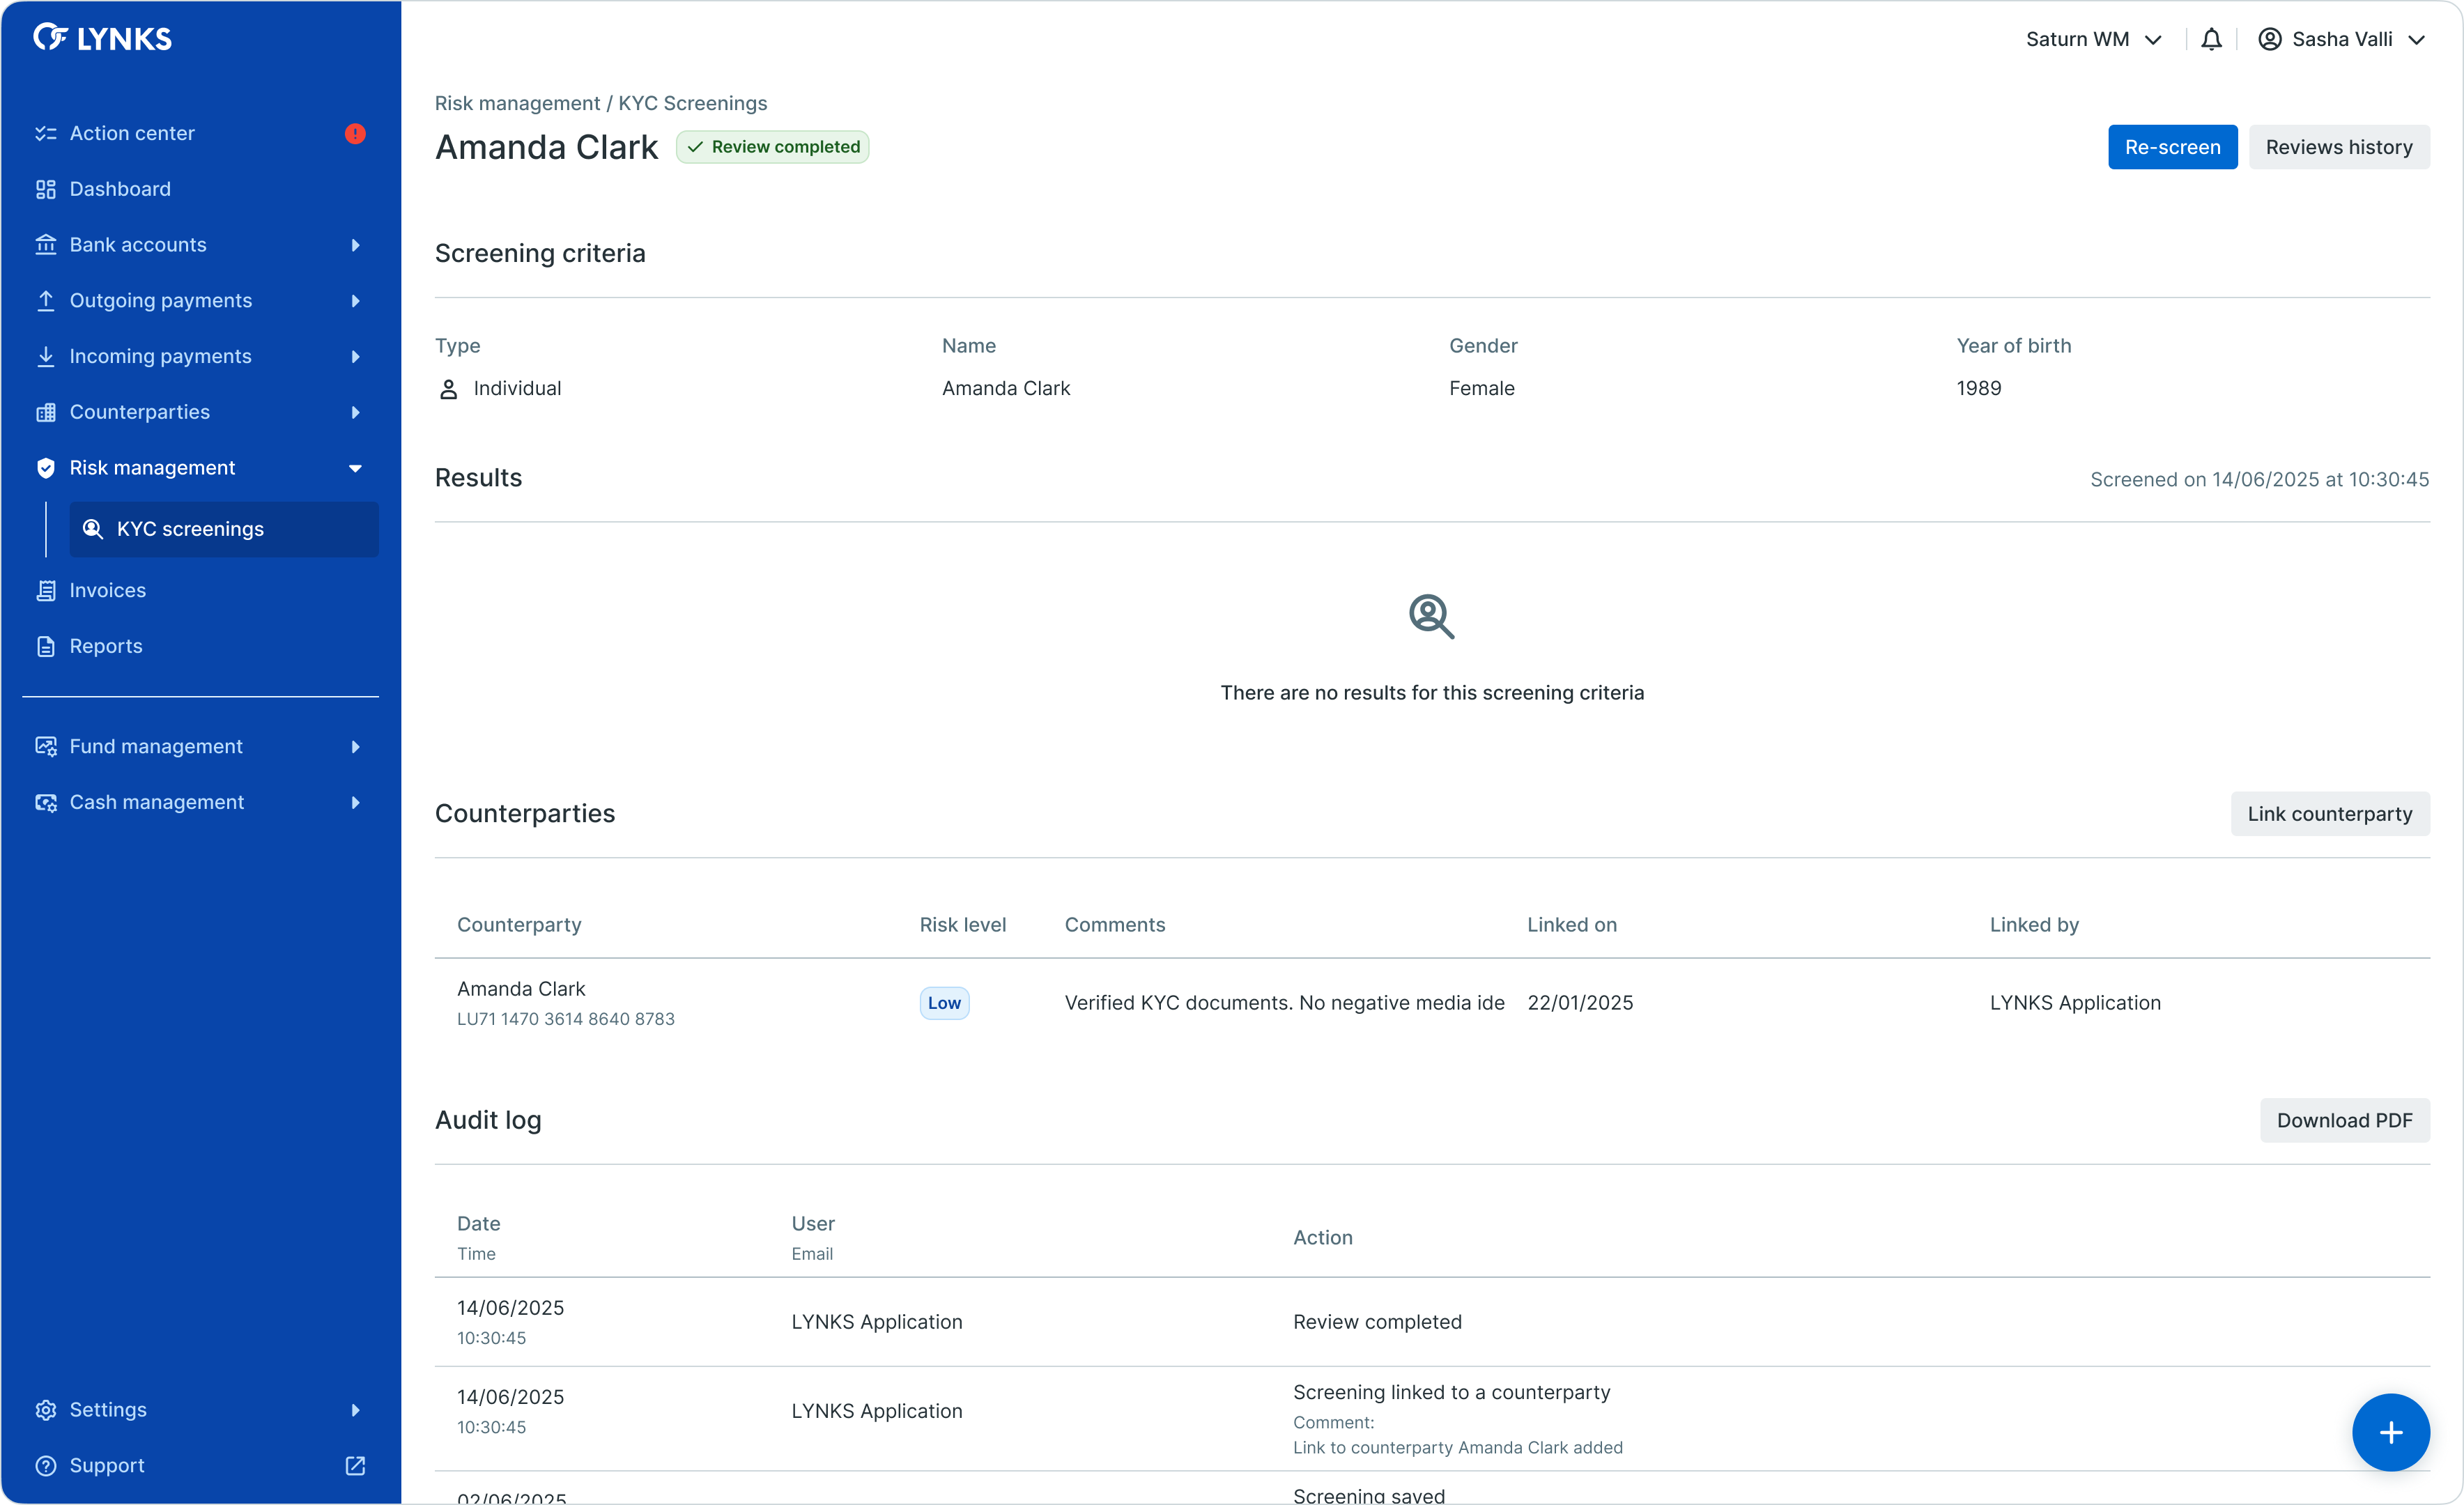 LYNKS
Action center
Dashboard
Bank accounts
Outgoing payments
Incoming payments
Counterparties
Risk management
KYC screenings
Invoices
Reports
Fund management
Cash management
Settings
Support
Saturn WM
Sasha Valli
Risk management / KYC Screenings
Amanda Clark
Review completed
Re-screen
Reviews history
Screening criteria
Type
Name
Gender
Year of birth
Individual
Amanda Clark
Female
1989
Results
Screened on 14/06/2025 at 10:30:45
There are no results for this screening criteria
Counterparties
Link counterparty
Counterparty
Risk level
Comments
Linked on
Linked by
Amanda Clark
LU71 1470 3614 8640 8783
Low
Verified KYC documents. No negative media ide
22/01/2025
LYNKS Application
Audit log
Download PDF
Date
Time
User
Email
Action
14/06/2025
10:30:45
LYNKS Application
Review completed
14/06/2025
10:30:45
LYNKS Application
Screening linked to a counterparty
Comment:
Link to counterparty Amanda Clark added
02/06/2025
Screening saved